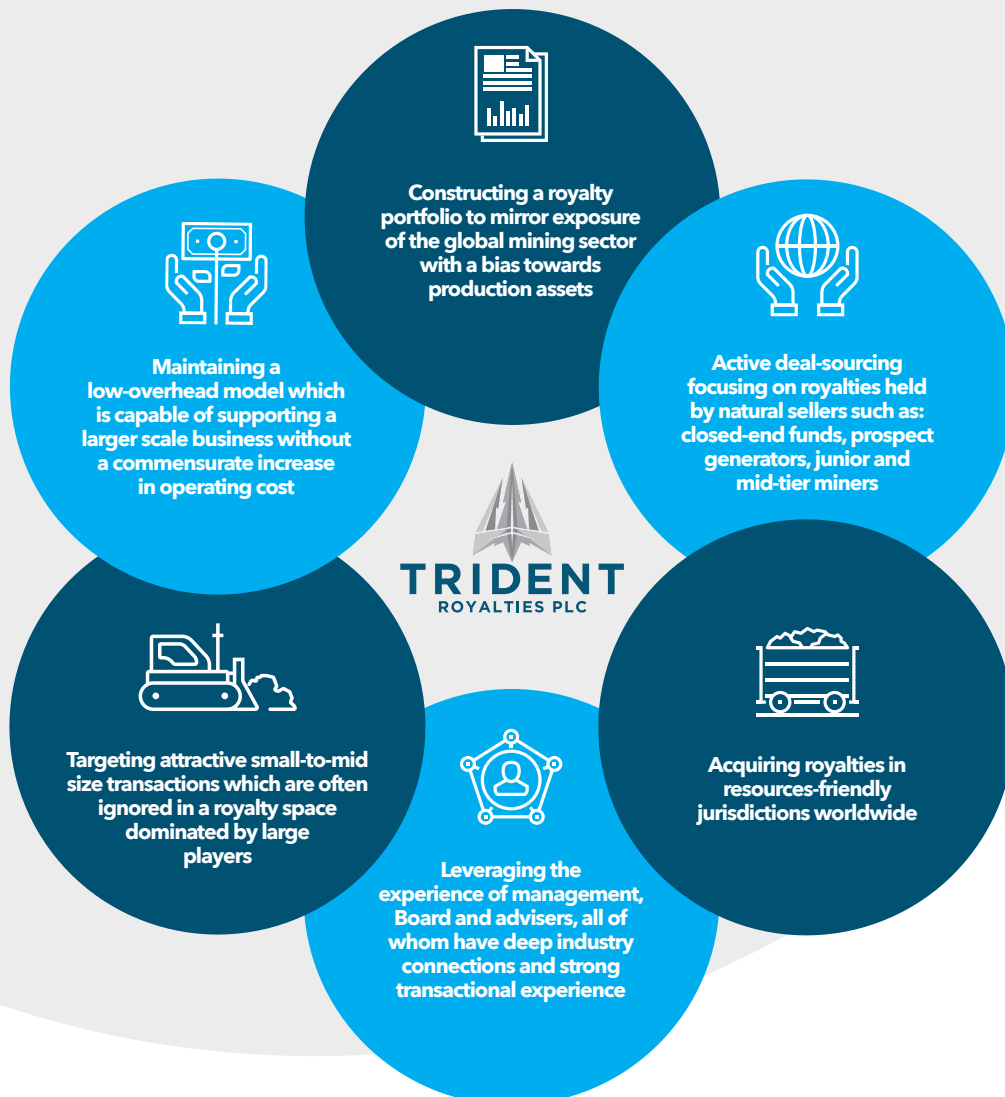 Constructing a royalty
portfolio to mirror exposure
of the global mining sector
with a bias towards
production assets
Active deal-sourcing
focusing on royalties held
by natural sellers such as:
closed-end funds, prospect
generators, junior and
mid-tier miners
Acquiring royalties in
resources-friendly
jurisdictions worldwide
Leveraging the
experience of management,
Board and advisers, all of
whom have deep industry
connections and strong
transactional experience
Targeting attractive small-to-mid
size transactions which are often
ignored in a royalty space
dominated by large
players
Maintaining a
low-overhead model which
is capable of supporting a
larger scale business without
a commensurate increase
in operating cost
TRIDENT
ROYALTIES PLC